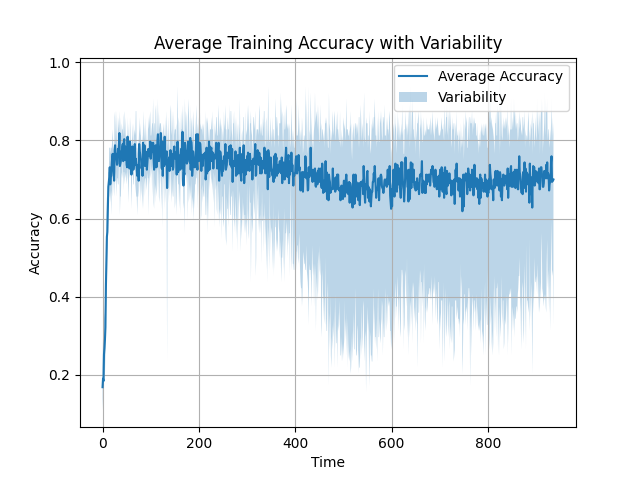 Average Training Accuracy with Variability
Average Accuracy
Variability
1.0
0.8
0.6
0.4
0.2
Accuracy
0 200 400 600 800
Time